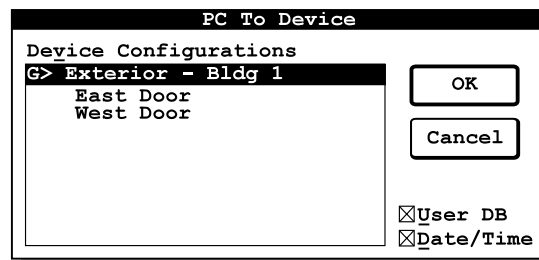 PC To Device
Device Configurations
G> Exterior - Bldg 1
East Door
West Door
OK
Cancel
User DB
Date/Time